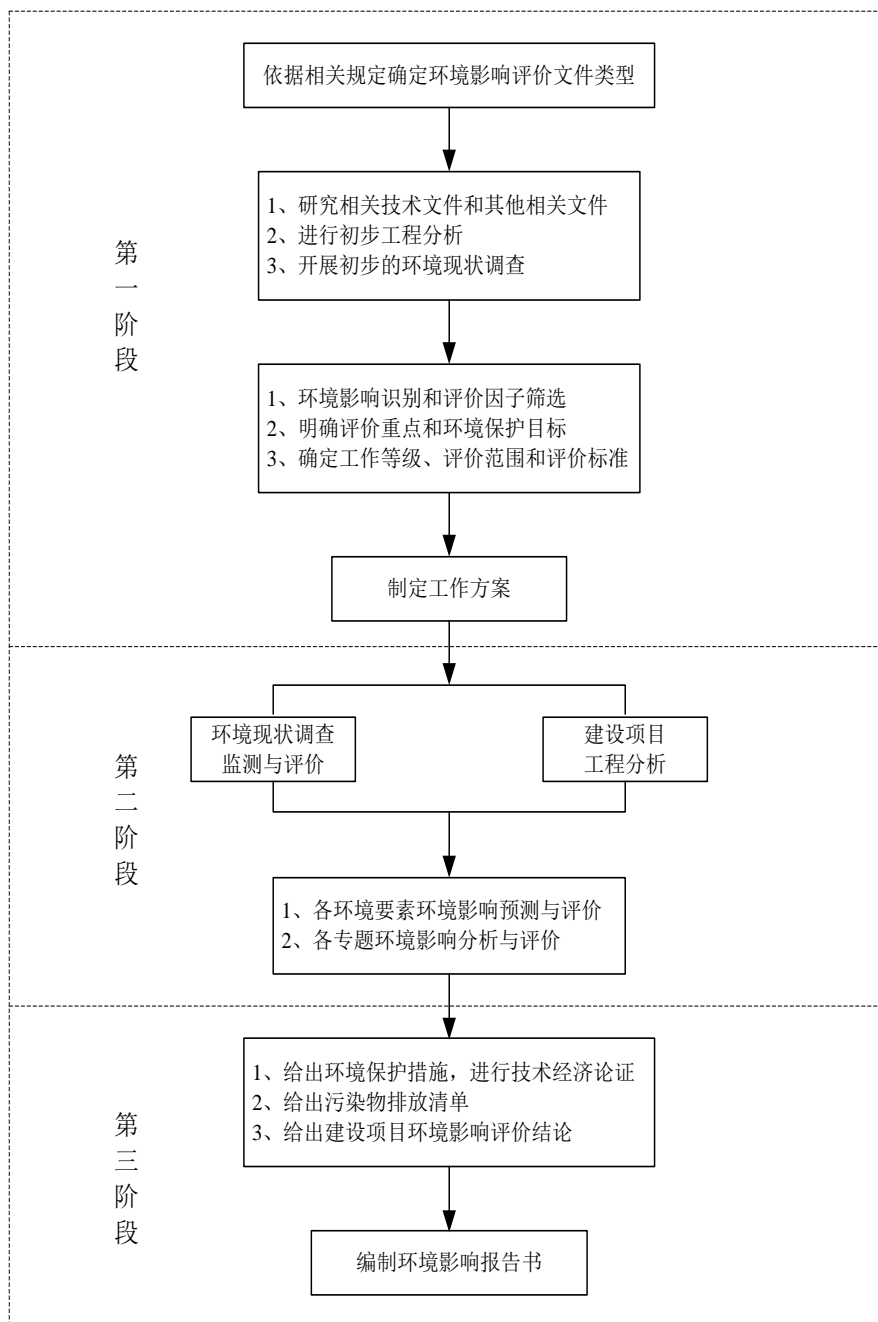 依据相关规定确定环境影响评价文件类型
第一阶段
1、研究相关技术文件和其他相关文件
2、进行初步工程分析
3、开展初步的环境现状调查
1、环境影响识别和评价因子筛选
2、明确评价重点和环境保护目标
3、确定工作等级、评价范围和评价标准
制定工作方案
第二阶段
环境现状调查
监测与评价
建设项目
工程分析
1、各环境要素环境影响预测与评价
2、各专题环境影响分析与评价
第三阶段
1、给出环境保护措施，进行技术经济论证
2、给出污染物排放清单
3、给出建设项目环境影响评价结论
编制环境影响报告书